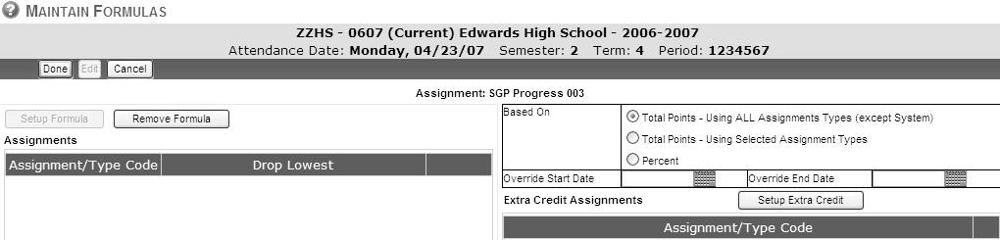 MAINTAIN FORMULAS
ZZHS - 0607 (Current) Edwards High School - 2006-2007
Attendance Date: Monday, 04/23/07 Semester: 2 Term: 4 Period: 1234567
Done Edit Cancel
Assignment: SGP Progress 003
Setup Formula Remove Formula
Assignments
Assignment/Type Code Drop Lowest
Based On
Total Points - Using ALL Assignments Types (except System)
Total Points - Using Selected Assignment Types
Percent
Override Start Date Override End Date
Extra Credit Assignments Setup Extra Credit
Assignment/Type Code